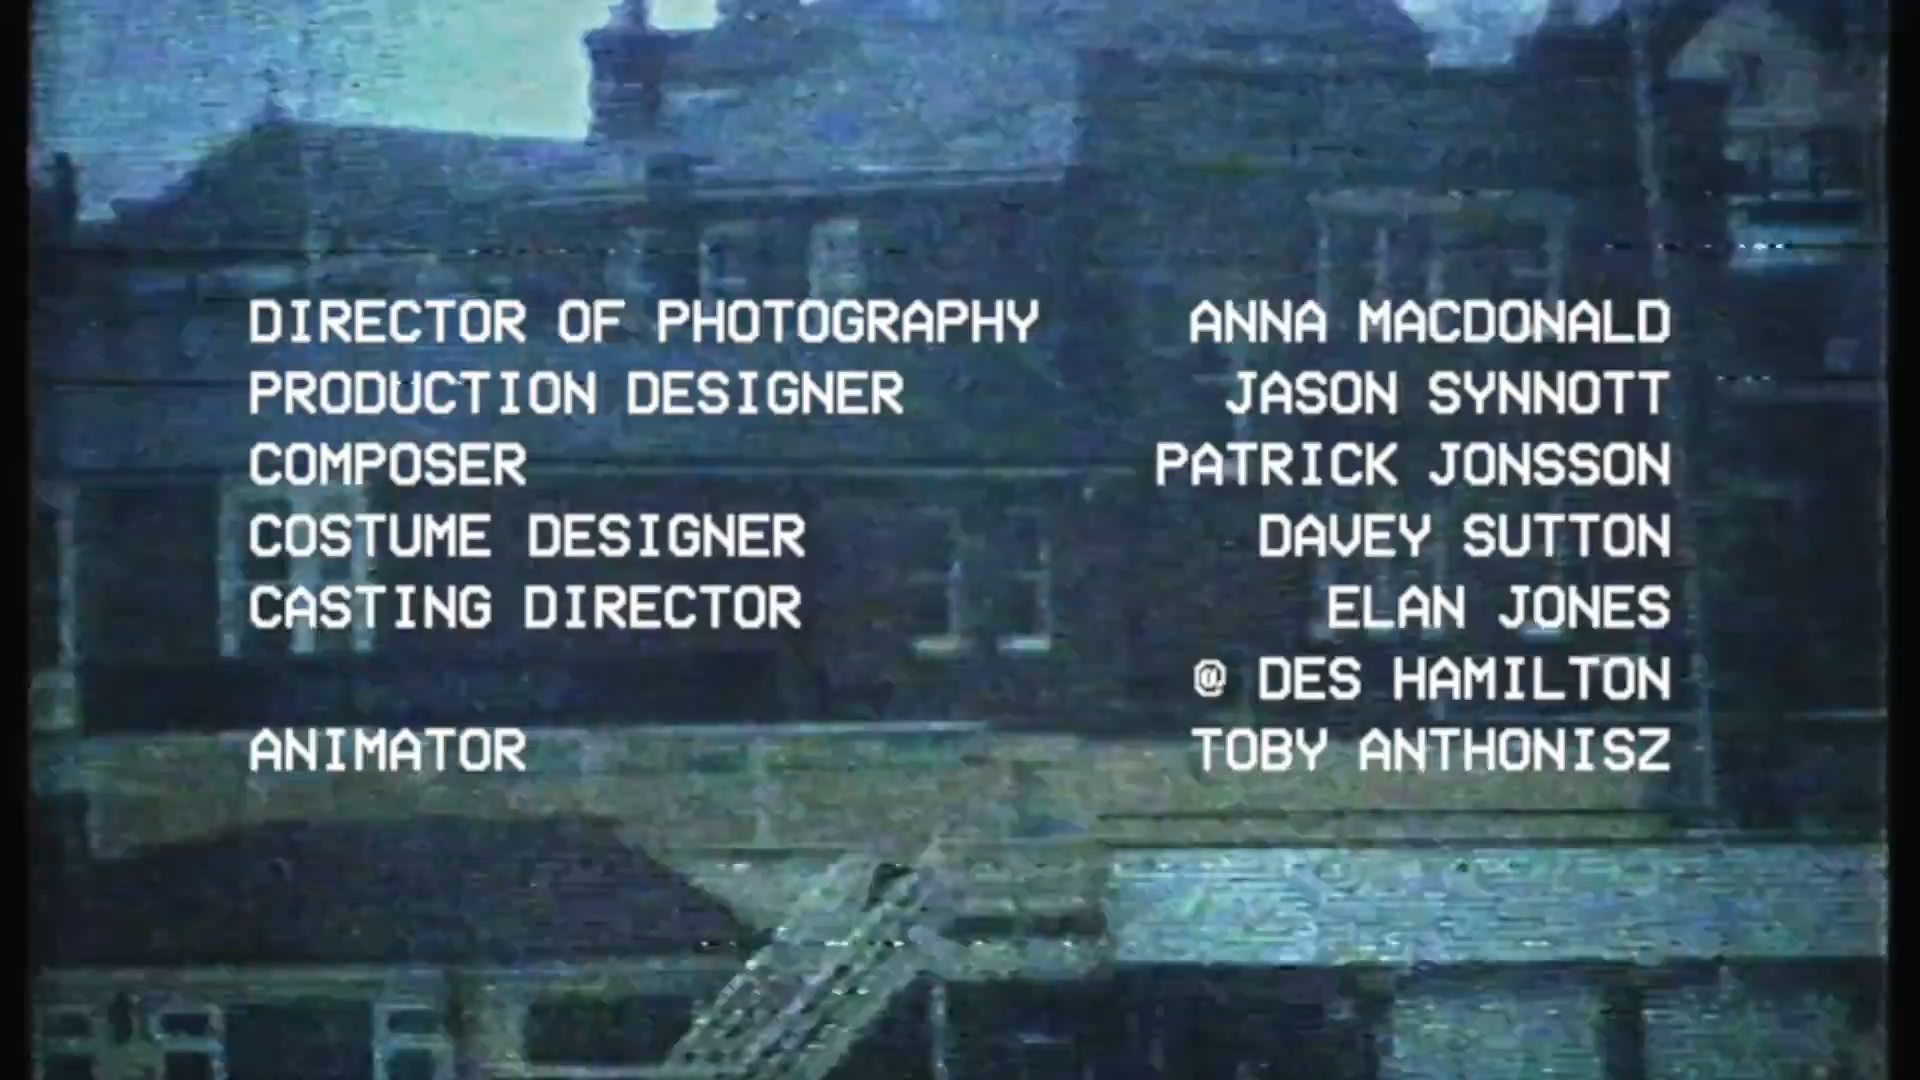 DIRECTOR OF PHOTOGRAPHY ANNA MACDONALD
PRODUCTION DESIGNER JASON SYNNOTT
COMPOSER PATRICK JONSSON
COSTUME DESIGNER DAVEY SUTTON
CASTING DIRECTOR ELAN JONES
@ DES HAMILTON
ANIMATOR TOBY ANTHONISZ